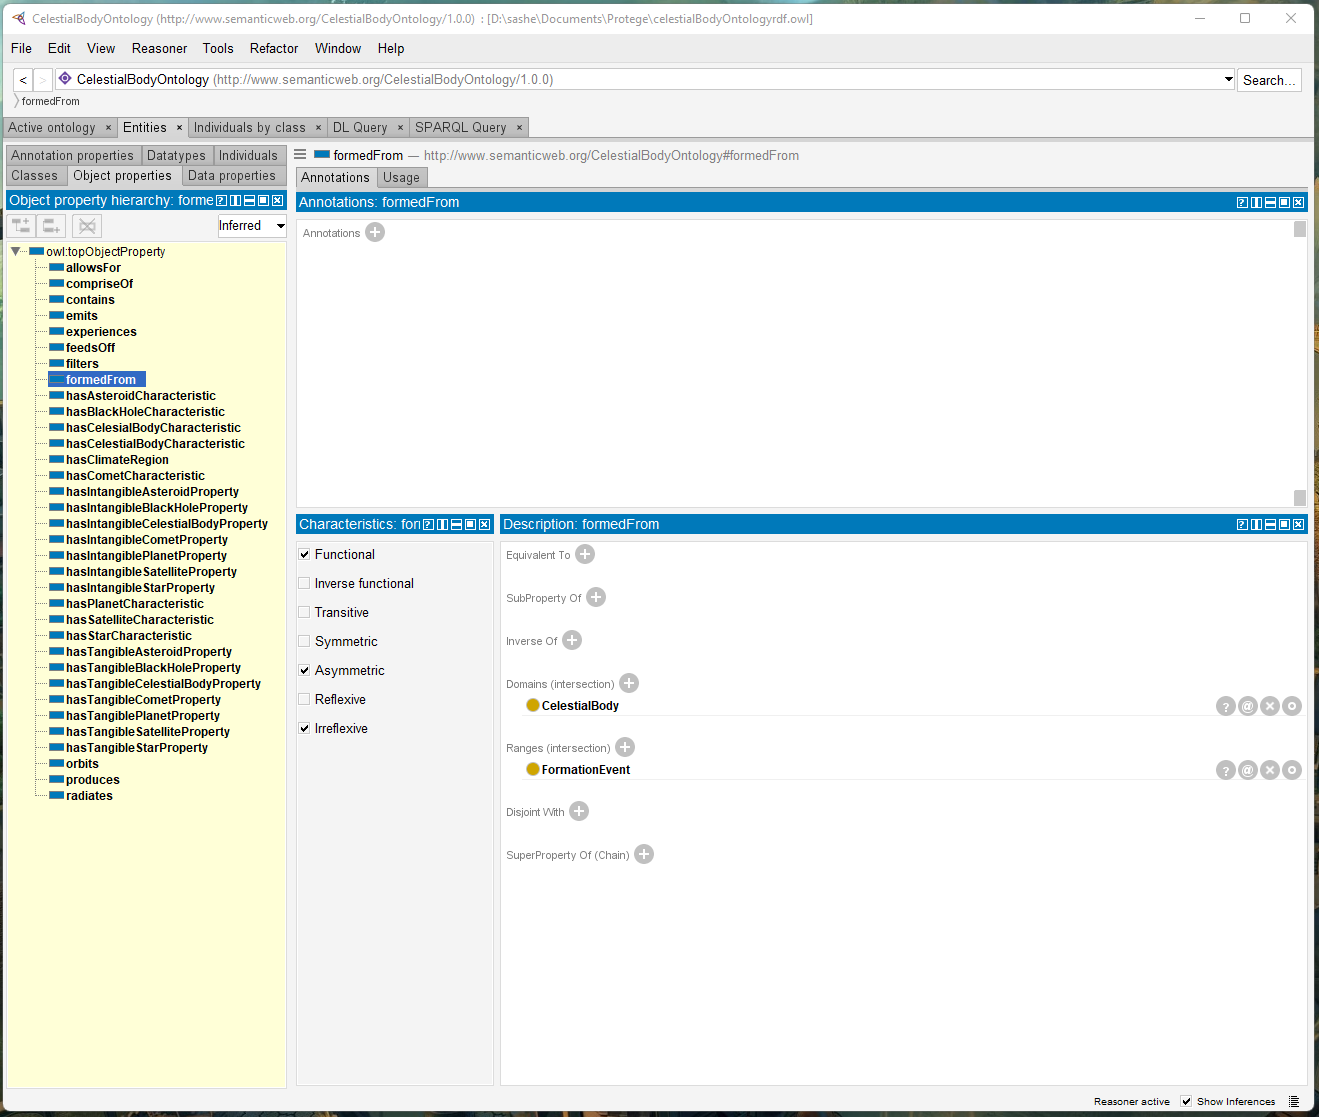 CelestialBodyOntology (http://www.semanticweb.org/CelestialBodyOntology/1.0.0) : [D:\sashe\Documents\Protege\celestialBodyOntologyrdf.owl]
File Edit View Reasoner Tools Refactor Window Help
< > CelestialBodyOntology (http://www.semanticweb.org/CelestialBodyOntology/1.0.0) Search...
formedFrom
Active ontology × Entities × Individuals by class × DL Query × SPARQL Query ×
Annotation properties Datatypes Individuals
Classes Object properties Data properties
Object property hierarchy: forme
Inferred
owl:topObjectProperty
allowsFor
compriseOf
contains
emits
experiences
feedsOff
filters
formedFrom
hasAsteroidCharacteristic
hasBlackHoleCharacteristic
hasCelesialBodyCharacteristic
hasCelestialBodyCharacteristic
hasClimateRegion
hasCometCharacteristic
hasIntangibleAsteroidProperty
hasIntangibleBlackHoleProperty
hasIntangibleCelestialBodyProperty
hasIntangibleCometProperty
hasIntangiblePlanetProperty
hasIntangibleSatelliteProperty
hasIntangibleStarProperty
hasPlanetCharacteristic
hasSatelliteCharacteristic
hasStarCharacteristic
hasTangibleAsteroidProperty
hasTangibleBlackHoleProperty
hasTangibleCelestialBodyProperty
hasTangibleCometProperty
hasTangiblePlanetProperty
hasTangibleSatelliteProperty
hasTangibleStarProperty
orbits
produces
radiates
formedFrom — http://www.semanticweb.org/CelestialBodyOntology#formedFrom
Annotations Usage
Annotations: formedFrom
Annotations
Characteristics: for
Functional
Inverse functional
Transitive
Symmetric
Asymmetric
Reflexive
Irreflexive
Description: formedFrom
Equivalent To
SubProperty Of
Inverse Of
Domains (intersection)
CelestialBody
Ranges (intersection)
FormationEvent
Disjoint With
SuperProperty Of (Chain)
Reasoner active Show Inferences